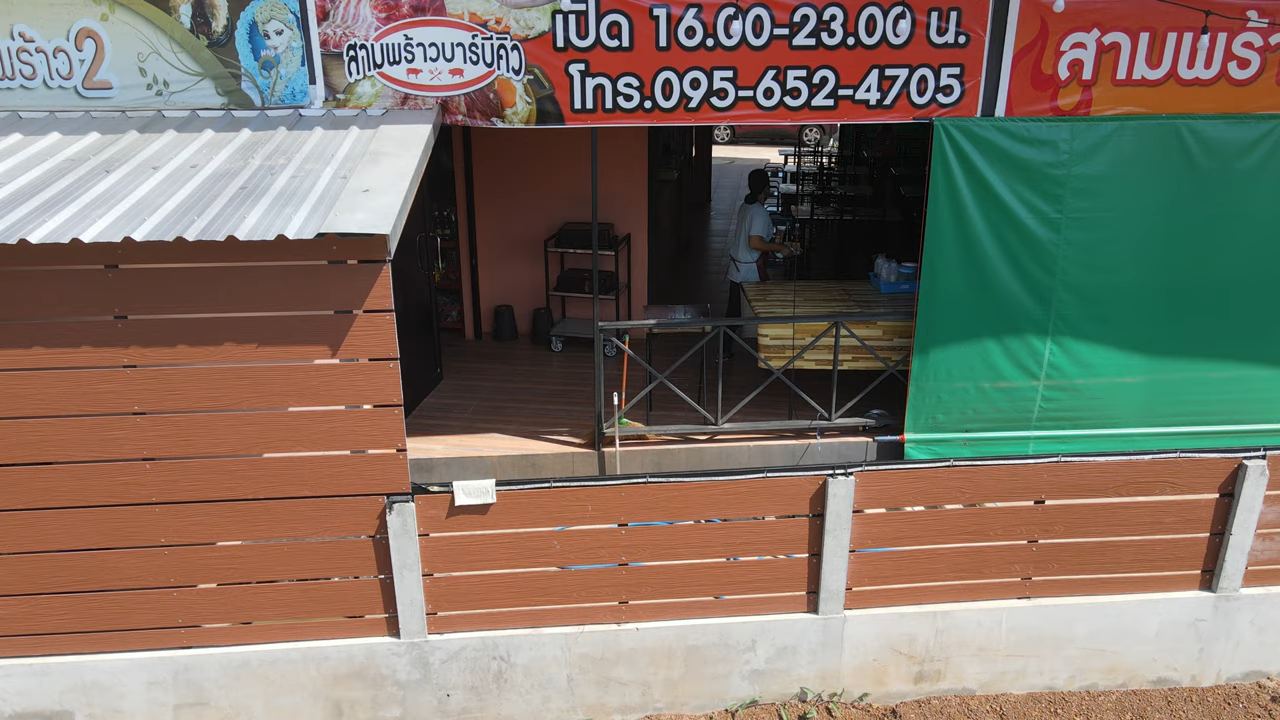 พร้าว2
สามพร้าวบาร์บีคิว
เปิด 16.00-23.00 น.
โทร.095-652-4705
สามพร้า